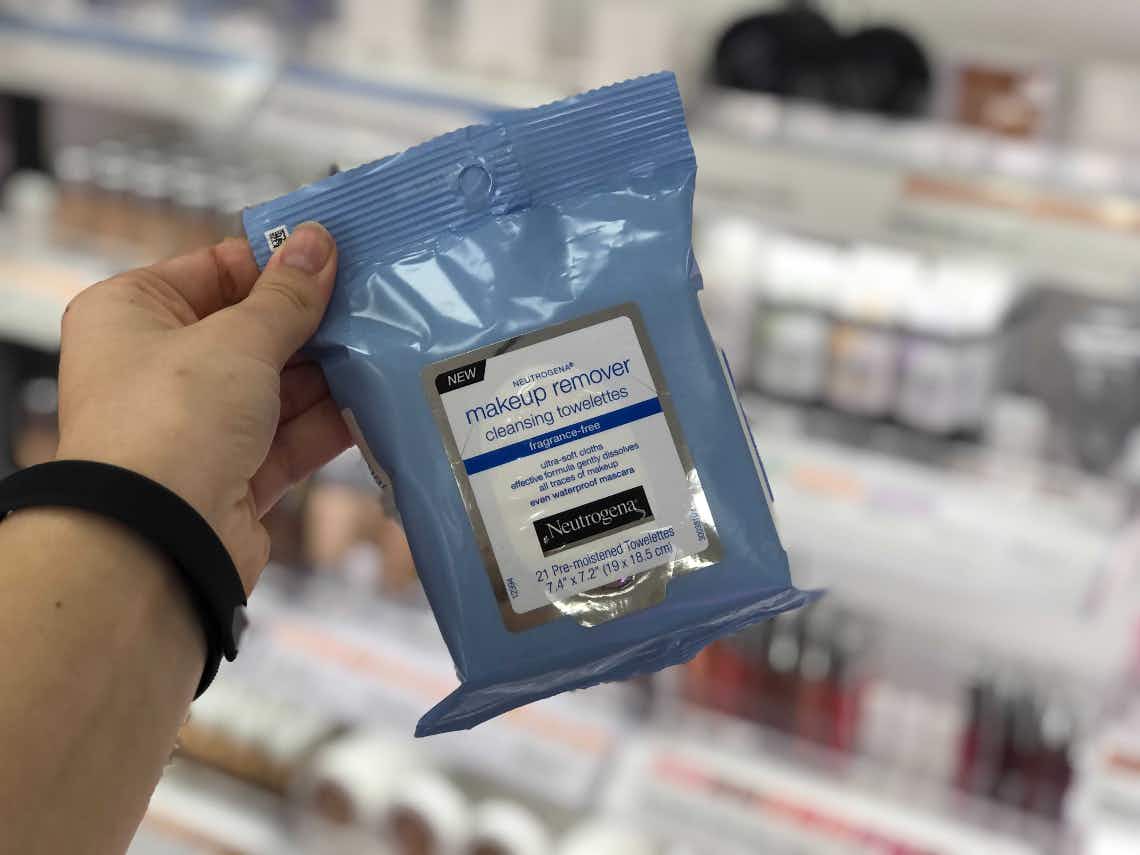 NEW
NEUTROGENA®
makeup remover
cleansing towelettes
fragrance-free
ultra-soft cloths
effective formula gently dissolves
all traces of makeup
even waterproof mascara
Neutrogena®
21 Pre-moistened Towelettes
7.4" x 7.2" (19 x 18.5 cm)